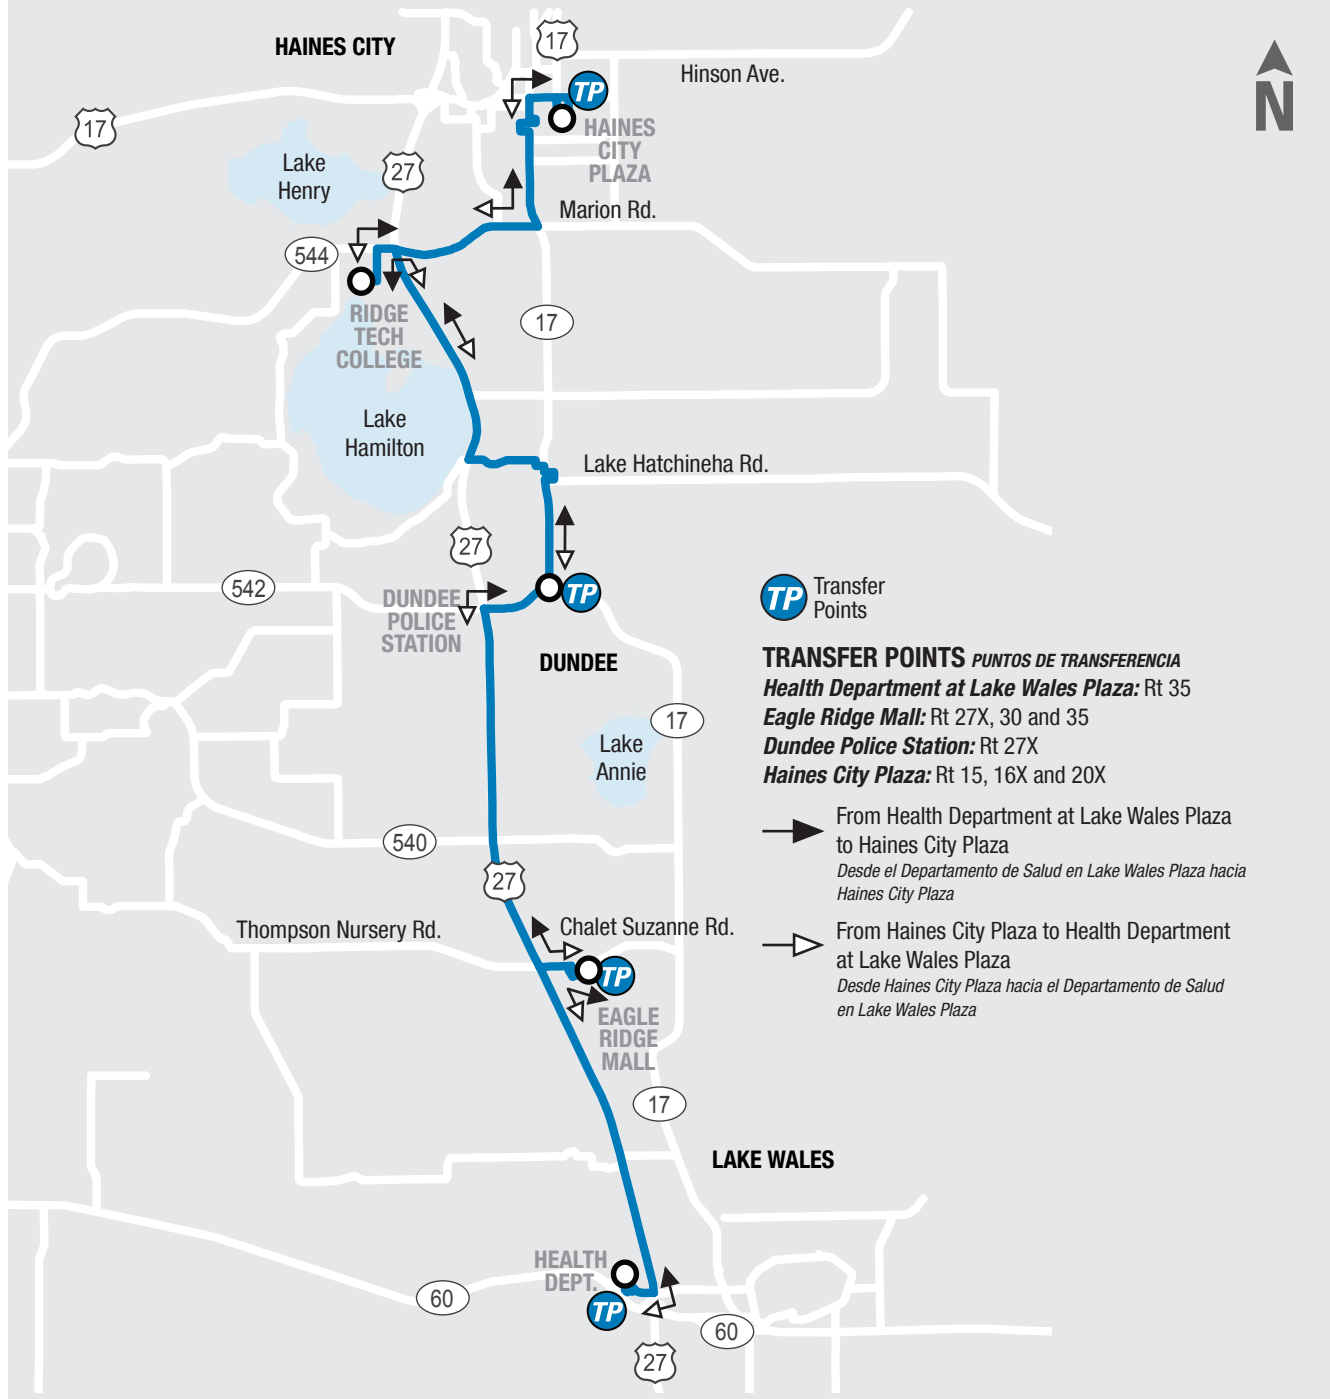 HAINES CITY
17
Hinson Ave.
TP
17
HAINES
CITY
PLAZA
N
Lake
Henry
27
Marion Rd.
544
RIDGE
TECH
COLLEGE
17
Lake
Hamilton
Lake Hatchineha Rd.
27
542
DUNDEE
POLICE
STATION
TP
DUNDEE
17
Lake
Annie
540
27
Thompson Nursery Rd.
Chalet Suzanne Rd.
TP
EAGLE
RIDGE
MALL
17
LAKE WALES
HEALTH
DEPT.
TP
60
60
27
TP Transfer
Points
TRANSFER POINTS PUNTOS DE TRANSFERENCIA
Health Department at Lake Wales Plaza: Rt 35
Eagle Ridge Mall: Rt 27X, 30 and 35
Dundee Police Station: Rt 27X
Haines City Plaza: Rt 15, 16X and 20X
From Health Department at Lake Wales Plaza
to Haines City Plaza
Desde el Departamento de Salud en Lake Wales Plaza hacia
Haines City Plaza
From Haines City Plaza to Health Department
at Lake Wales Plaza
Desde Haines City Plaza hacia el Departamento de Salud
en Lake Wales Plaza